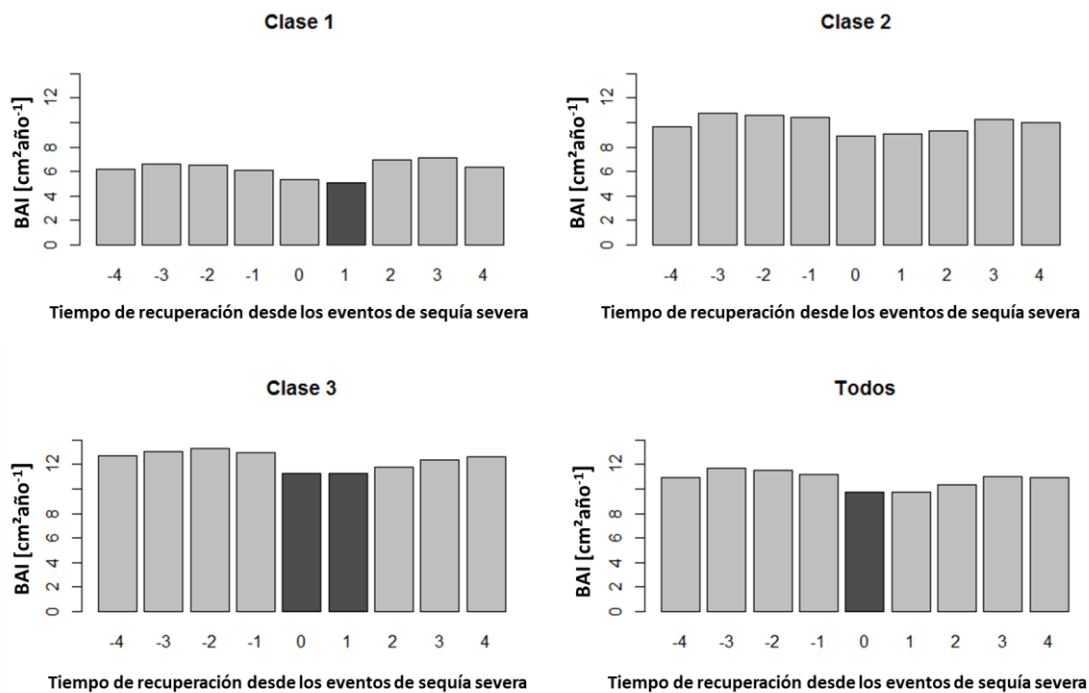 Clase 1
BAI [cm²año⁻¹]
12
8
6
4
2
0
-4 -3 -2 -1 0 1 2 3 4
Tiempo de recuperación desde los eventos de sequía severa
Clase 2
BAI [cm²año⁻¹]
12
8
6
4
2
0
-4 -3 -2 -1 0 1 2 3 4
Tiempo de recuperación desde los eventos de sequía severa
Clase 3
BAI [cm²año⁻¹]
12
8
6
4
2
0
-4 -3 -2 -1 0 1 2 3 4
Tiempo de recuperación desde los eventos de sequía severa
Todos
BAI [cm²año⁻¹]
12
8
6
4
2
0
-4 -3 -2 -1 0 1 2 3 4
Tiempo de recuperación desde los eventos de sequía severa